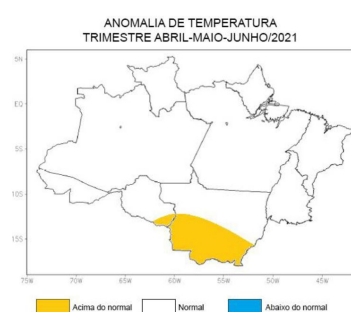 ANOMALIA DE TEMPERATURA
TRIMESTRE ABRIL-MAIO-JUNHO/2021
5N
EQ
5S
10S
15S
75W 70W 65W 60W 55W 50W 45W
Acima do normal Normal Abaixo do normal